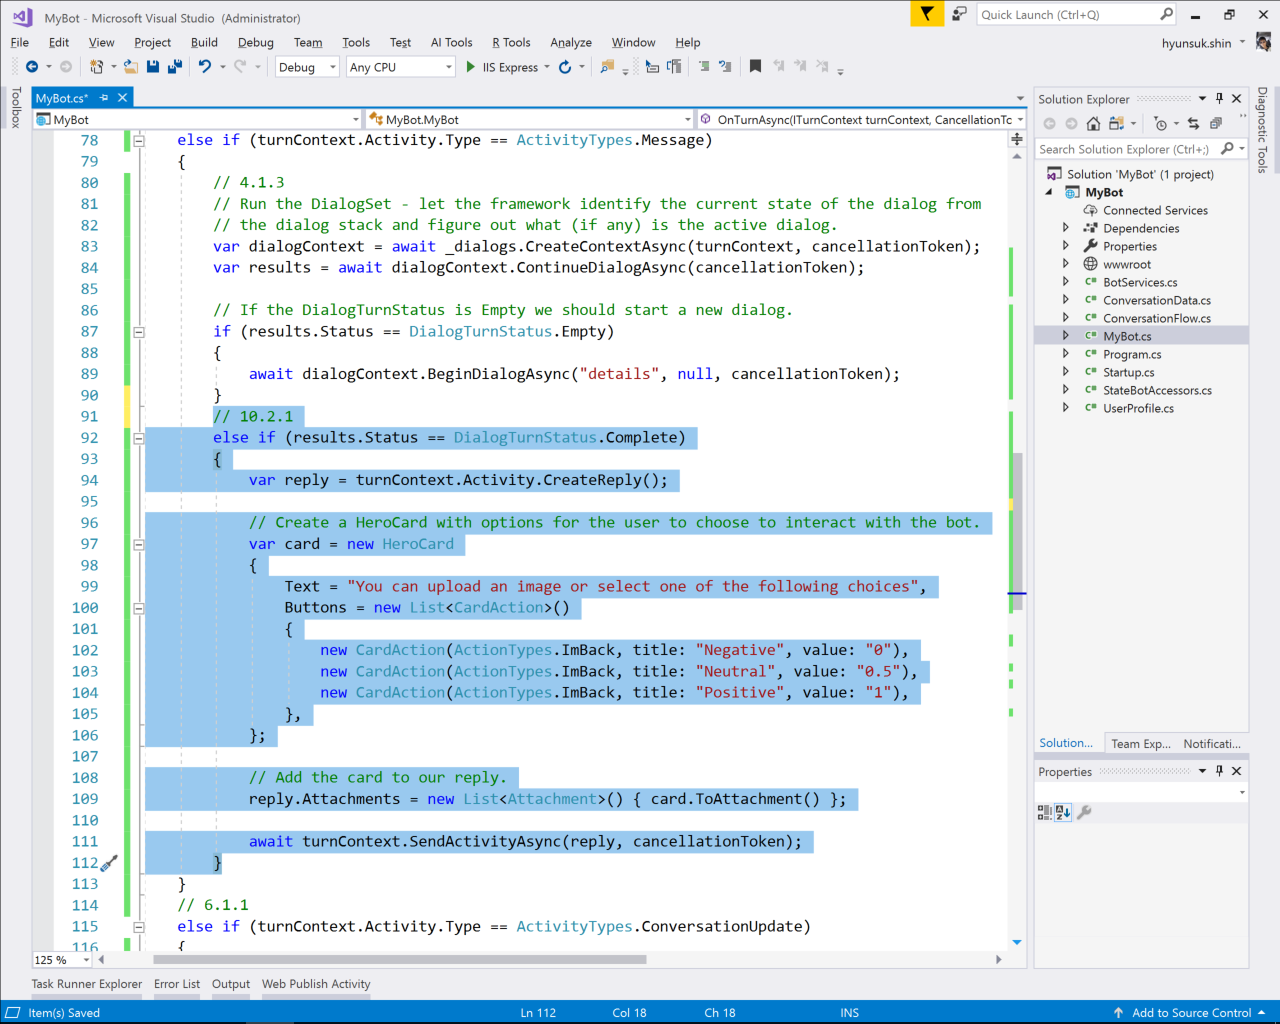 MyBot - Microsoft Visual Studio (Administrator)
Quick Launch (Ctrl+Q)
File Edit View Project Build Debug Team Tools Test AI Tools R Tools Analyze Window Help
hyunsuk.shin
Debug
Any CPU
IIS Express
Toolbox
MyBot.cs*
MyBot
MyBot.MyBot
OnTurnAsync(ITurnContext turnContext, CancellationTc
78 else if (turnContext.Activity.Type == ActivityTypes.Message)
79 {
80 // 4.1.3
81 // Run the DialogSet - let the framework identify the current state of the dialog from
82 // the dialog stack and figure out what (if any) is the active dialog.
83 var dialogContext = await _dialogs.CreateContextAsync(turnContext, cancellationToken);
84 var results = await dialogContext.ContinueDialogAsync(cancellationToken);
85
86 // If the DialogTurnStatus is Empty we should start a new dialog.
87 if (results.Status == DialogTurnStatus.Empty)
88 {
89 await dialogContext.BeginDialogAsync("details", null, cancellationToken);
90 }
91 // 10.2.1
92 else if (results.Status == DialogTurnStatus.Complete)
93 {
94 var reply = turnContext.Activity.CreateReply();
95
96 // Create a HeroCard with options for the user to choose to interact with the bot.
97 var card = new HeroCard
98 {
99 Text = "You can upload an image or select one of the following choices",
100 Buttons = new List<CardAction>()
101 {
102 new CardAction(ActionTypes.ImBack, title: "Negative", value: "0"),
103 new CardAction(ActionTypes.ImBack, title: "Neutral", value: "0.5"),
104 new CardAction(ActionTypes.ImBack, title: "Positive", value: "1"),
105 },
106 };
107
108 // Add the card to our reply.
109 reply.Attachments = new List<Attachment>() { card.ToAttachment() };
110
111 await turnContext.SendActivityAsync(reply, cancellationToken);
112 }
113 }
114 // 6.1.1
115 else if (turnContext.Activity.Type == ActivityTypes.ConversationUpdate)
116 {
125 %
Solution Explorer
Search Solution Explorer (Ctrl+;)
Solution 'MyBot' (1 project)
MyBot
Connected Services
Dependencies
Properties
wwwroot
C# BotServices.cs
C# ConversationData.cs
C# ConversationFlow.cs
C# MyBot.cs
C# Program.cs
C# Startup.cs
C# StateBotAccessors.cs
C# UserProfile.cs
Solution... Team Exp... Notificati...
Properties
Diagnostic Tools
Task Runner Explorer Error List Output Web Publish Activity
Item(s) Saved
Ln 112
Col 18
Ch 18
INS
Add to Source Control